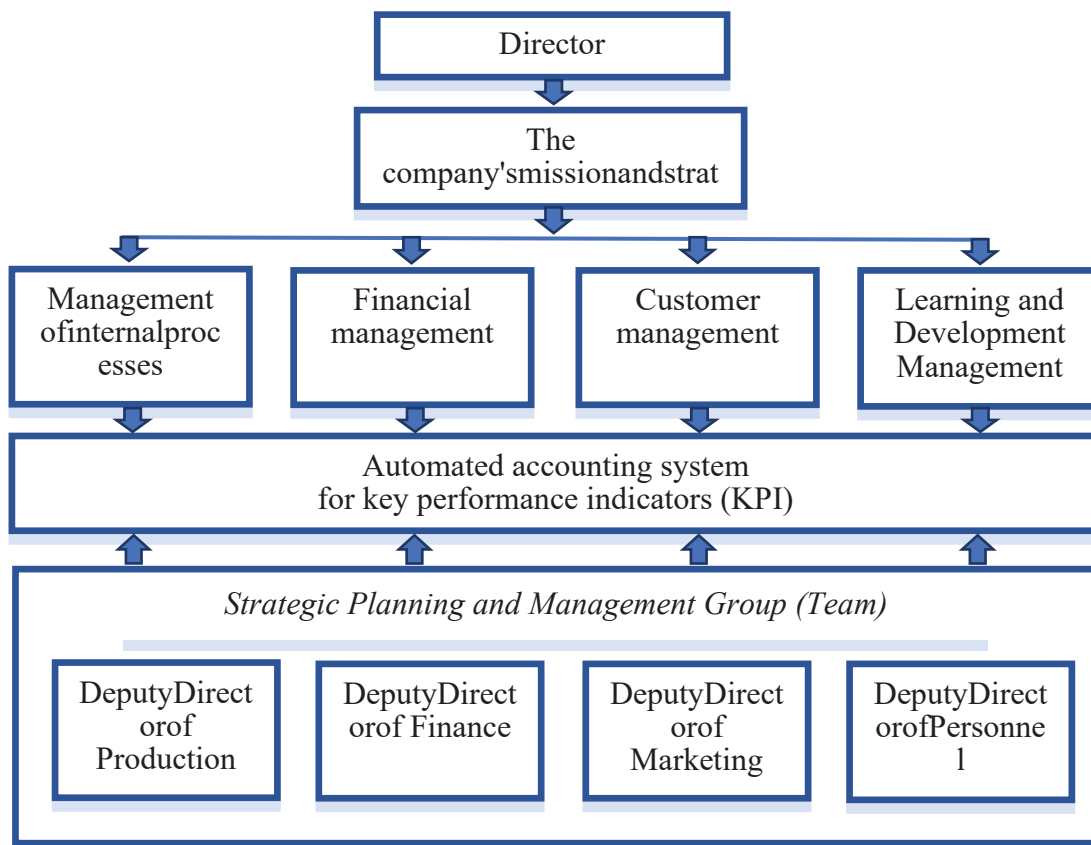 Director
The
company'smissionandstrat
Management
ofinternalproc
esses
Financial
management
Customer
management
Learning and
Development
Management
Automated accounting system
for key performance indicators (KPI)
Strategic Planning and Management Group (Team)
DeputyDirect
orof
Production
DeputyDirect
orof Finance
DeputyDirect
orof
Marketing
DeputyDirect
orofPersonne
l